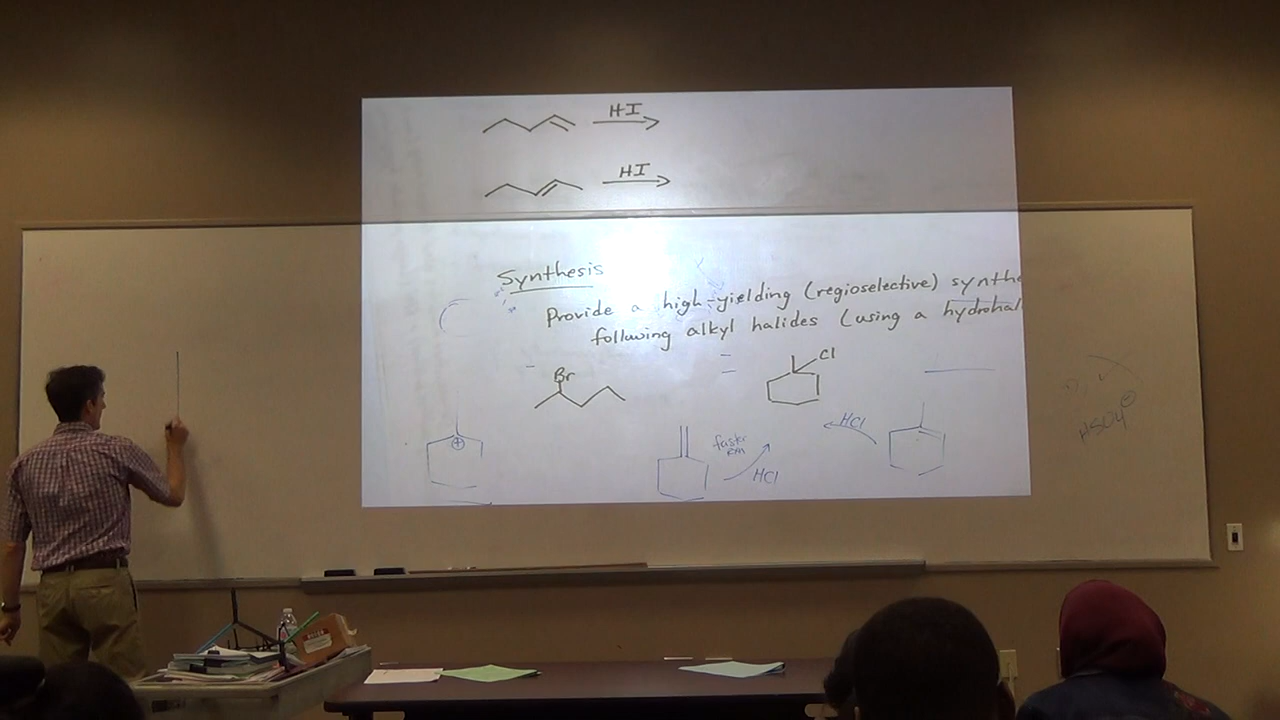 HI
HI
Synthesis
Provide a high-yielding (regioselective) synthe
following alkyl halides (using a hydrohal
Br
Cl
HCl
HSO4⊖
⊕
faster
rxn
HCl